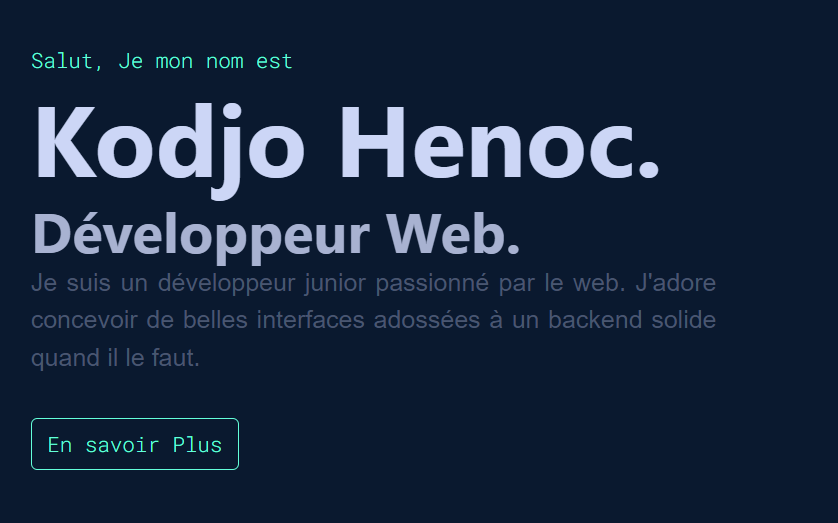 Salut, Je mon nom est
Kodjo Henoc.
Développeur Web.
Je suis un développeur junior passionné par le web. J'adore
concevoir de belles interfaces adossées à un backend solide
quand il le faut.
En savoir Plus